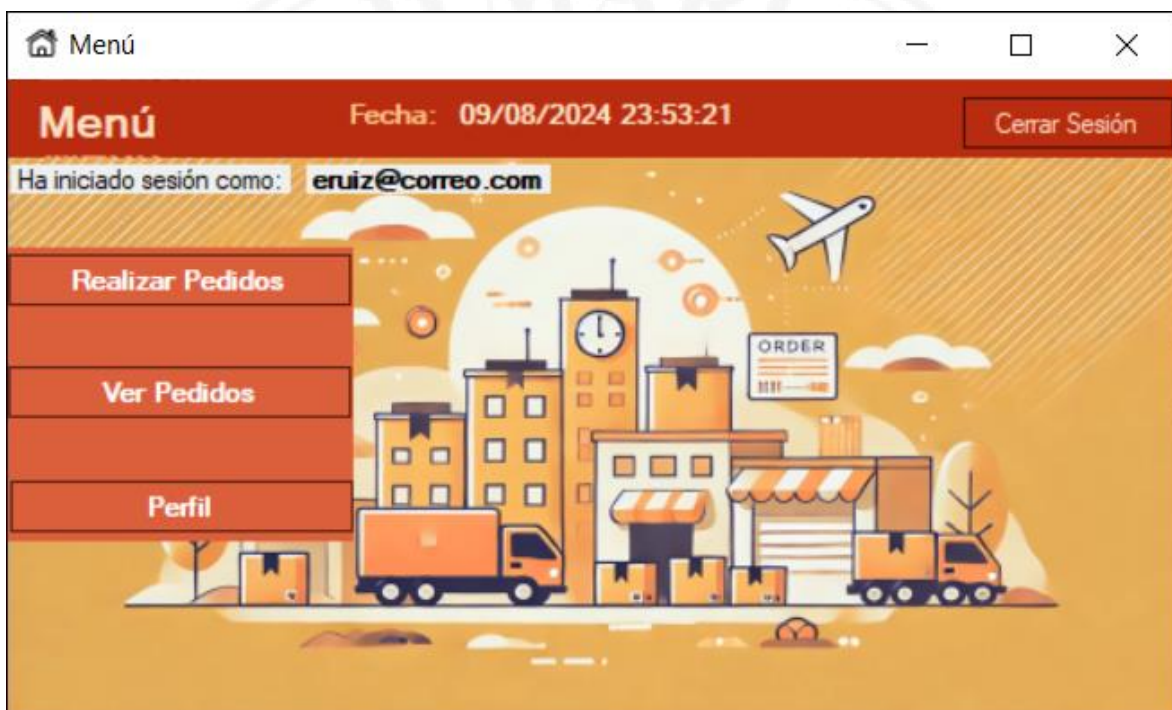 Menú
Menú
Fecha: 09/08/2024 23:53:21
Cerrar Sesión
Ha iniciado sesión como: eruiz@correo.com
Realizar Pedidos
Ver Pedidos
Perfil
ORDER